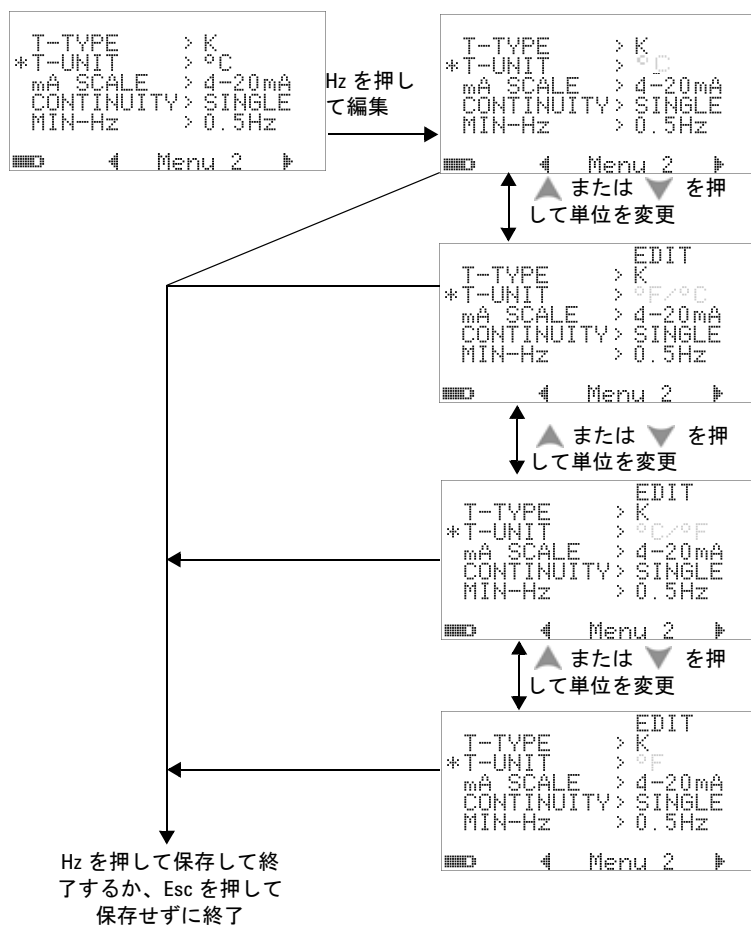 T-TYPE > K
*T-UNIT > °C
mA SCALE > 4-20mA
CONTINUITY> SINGLE
MIN-Hz > 0.5Hz
Menu 2
Hz を押し
て編集
T-TYPE > K
*T-UNIT > °C
mA SCALE > 4-20mA
CONTINUITY> SINGLE
MIN-Hz > 0.5Hz
Menu 2
▲ または ▼ を押
して単位を変更
EDIT
T-TYPE > K
*T-UNIT > °F/°C
mA SCALE > 4-20mA
CONTINUITY> SINGLE
MIN-Hz > 0.5Hz
Menu 2
▲ または ▼ を押
して単位を変更
EDIT
T-TYPE > K
*T-UNIT > °C/°F
mA SCALE > 4-20mA
CONTINUITY> SINGLE
MIN-Hz > 0.5Hz
Menu 2
▲ または ▼ を押
して単位を変更
EDIT
T-TYPE > K
*T-UNIT > °F
mA SCALE > 4-20mA
CONTINUITY> SINGLE
MIN-Hz > 0.5Hz
Menu 2
Hz を押して保存して終
了するか、Esc を押して
保存せずに終了